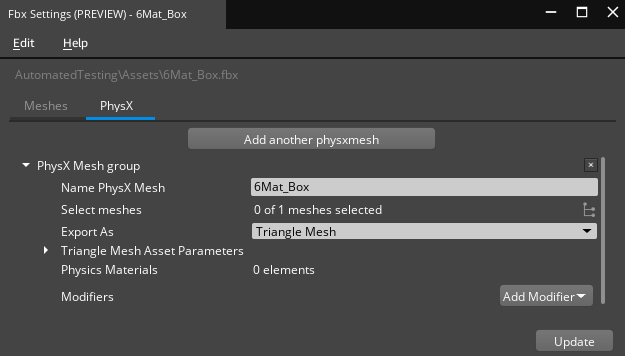 Fbx Settings (PREVIEW) - 6Mat_Box
Edit Help
AutomatedTesting\Assets\6Mat_Box.fbx
Meshes PhysX
Add another physxmesh
PhysX Mesh group
Name PhysX Mesh 6Mat_Box
Select meshes 0 of 1 meshes selected
Export As Triangle Mesh
Triangle Mesh Asset Parameters
Physics Materials 0 elements
Modifiers Add Modifier
Update